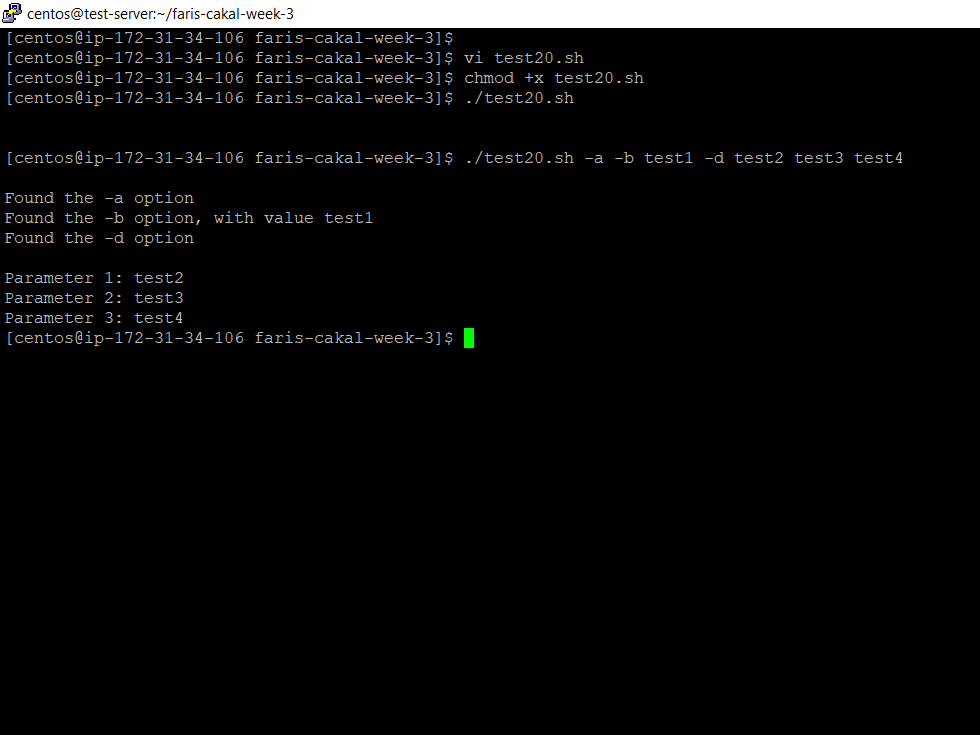 centos@test-server:~/faris-cakal-week-3
[centos@ip-172-31-34-106 faris-cakal-week-3]$
[centos@ip-172-31-34-106 faris-cakal-week-3]$ vi test20.sh
[centos@ip-172-31-34-106 faris-cakal-week-3]$ chmod +x test20.sh
[centos@ip-172-31-34-106 faris-cakal-week-3]$ ./test20.sh
[centos@ip-172-31-34-106 faris-cakal-week-3]$ ./test20.sh -a -b test1 -d test2 test3 test4
Found the -a option
Found the -b option, with value test1
Found the -d option
Parameter 1: test2
Parameter 2: test3
Parameter 3: test4
[centos@ip-172-31-34-106 faris-cakal-week-3]$